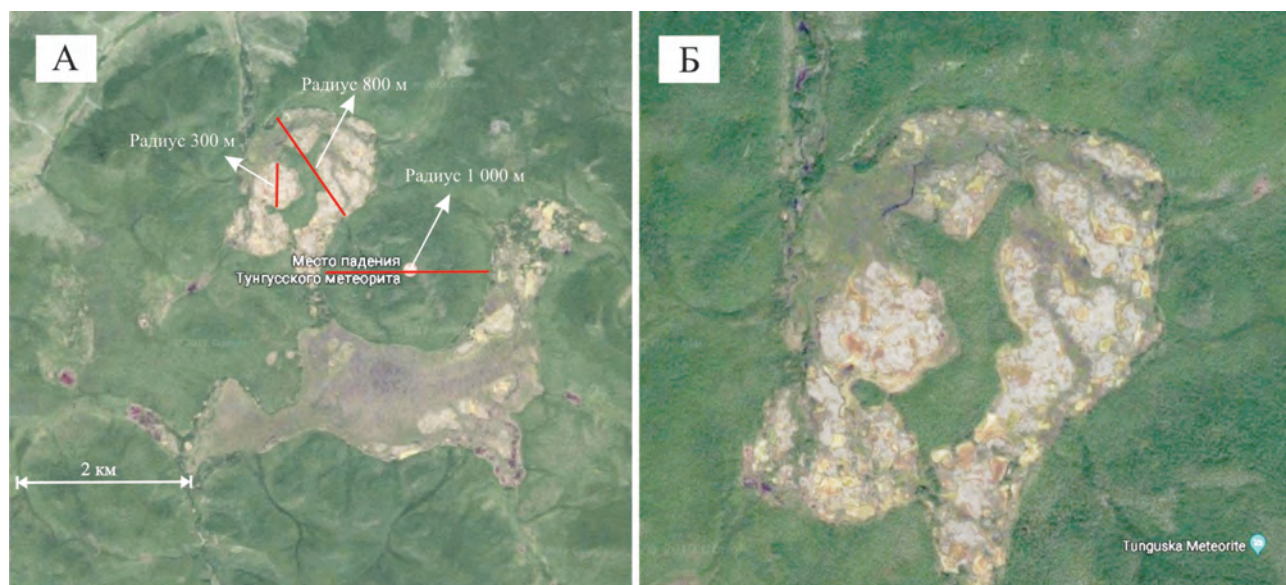 А
Радиус 800 м
Радиус 300 м
Радиус 1 000 м
Место падения
Тунгусского метеорита
2 км
Б
Tunguska Meteorite